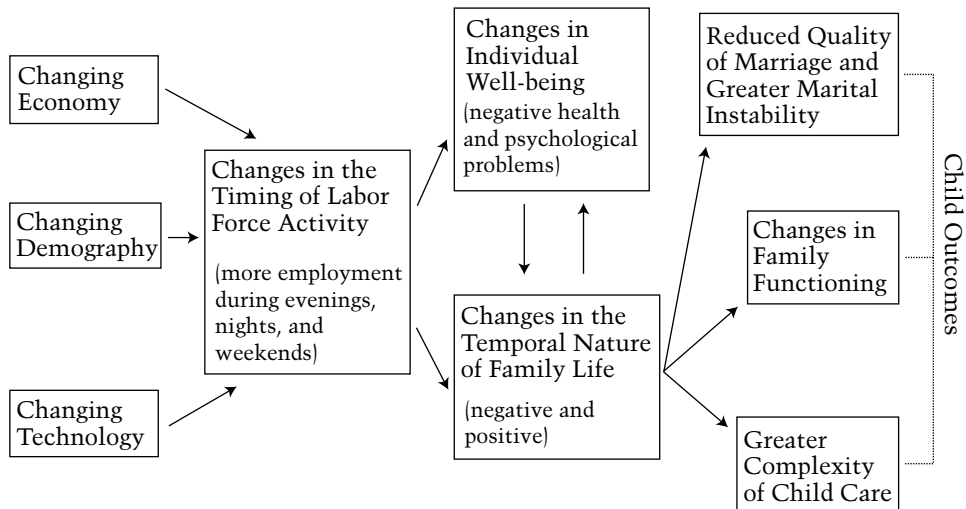 Changing
Economy
Changing
Demography
Changing
Technology
Changes in the
Timing of Labor
Force Activity
(more employment
during evenings,
nights, and
weekends)
Changes in
Individual
Well-being
(negative health
and psychological
problems)
Changes in the
Temporal Nature
of Family Life
(negative and
positive)
Reduced Quality
of Marriage and
Greater Marital
Instability
Changes in
Family
Functioning
Greater
Complexity
of Child Care
Child Outcomes